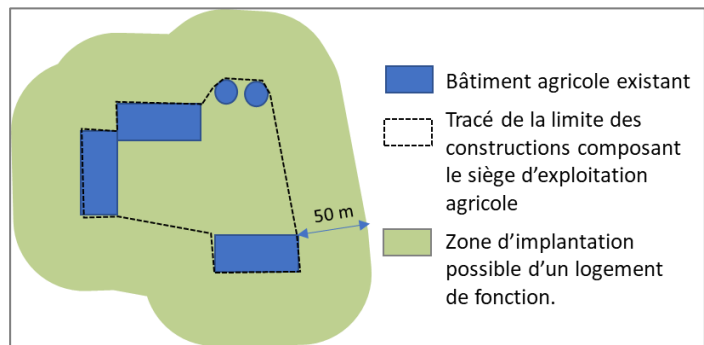 Bâtiment agricole existant
Tracé de la limite des
constructions composant
le siège d’exploitation
agricole
50 m
Zone d’implantation
possible d’un logement
de fonction.